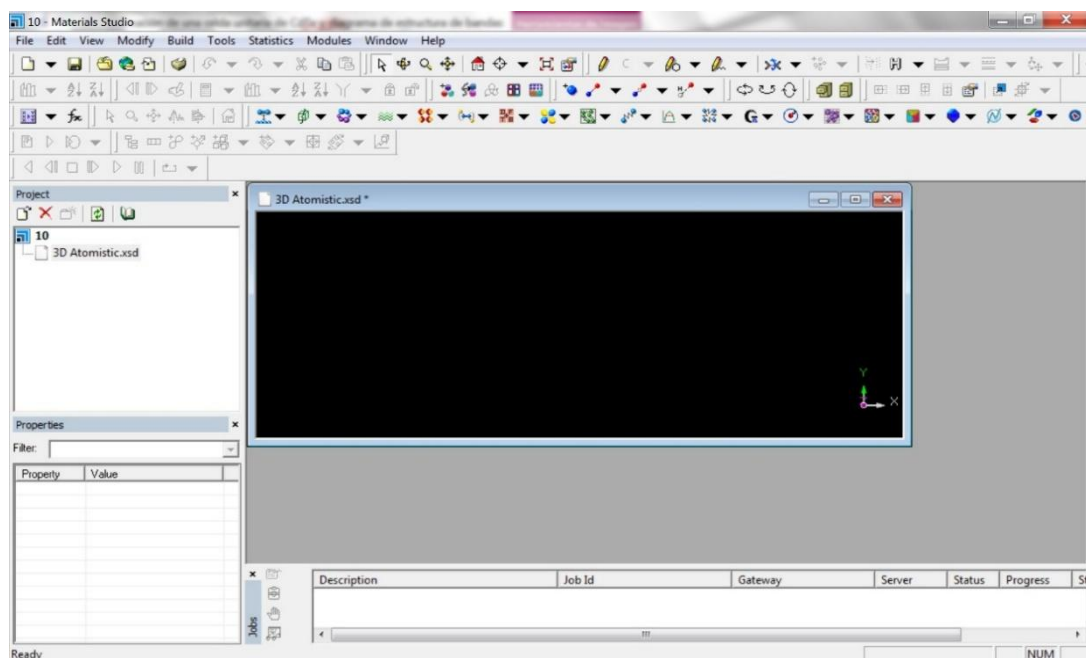 10 - Materials Studio
File Edit View Modify Build Tools Statistics Modules Window Help
Project
10
3D Atomistic.xsd
3D Atomistic.xsd *
Y
X
Properties
Filter:
Property Value
Jobs
Description Job Id Gateway Server Status Progress St
Ready
NUM